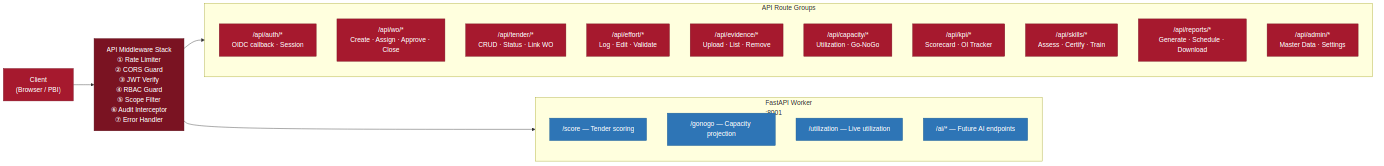 API Route Groups
/api/auth/*
OIDC callback · Session
/api/wo/*
Create · Assign · Approve ·
Close
/api/tender/*
CRUD · Status · Link WO
/api/effort/*
Log · Edit · Validate
/api/evidence/*
Upload · List · Remove
/api/capacity/*
Utilization · Go-NoGo
/api/kpi/*
Scorecard · OI Tracker
/api/skills/*
Assess · Certify · Train
/api/reports/*
Generate · Schedule ·
Download
/api/admin/*
Master Data · Settings
Client
(Browser / PBI)
API Middleware Stack
① Rate Limiter
② CORS Guard
③ JWT Verify
④ RBAC Guard
⑤ Scope Filter
⑥ Audit Interceptor
⑦ Error Handler
FastAPI Worker
:8001
/score — Tender scoring
/gonogo — Capacity
projection
/utilization — Live utilization
/ai/* — Future AI endpoints